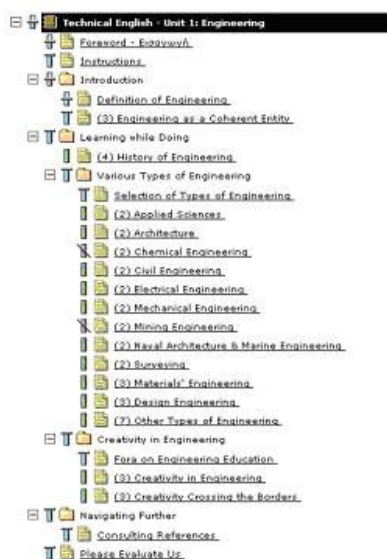 Technical English - Unit 1: Engineering
Foreword - Εισαγωγή
Instructions
Introduction
Definition of Engineering
(3) Engineering as a Coherent Entity
Learning while Doing
(4) History of Engineering
Various Types of Engineering
Selection of Types of Engineering
(2) Applied Sciences
(2) Architecture
(2) Chemical Engineering
(2) Civil Engineering
(2) Electrical Engineering
(2) Mechanical Engineering
(2) Mining Engineering
(2) Naval Architecture & Marine Engineering
(2) Surveying
(3) Materials' Engineering
(3) Design Engineering
(7) Other Types of Engineering
Creativity in Engineering
Fora on Engineering Education
(3) Creativity in Engineering
(3) Creativity Crossing the Borders
Navigating Further
Consulting References
Please Evaluate Us